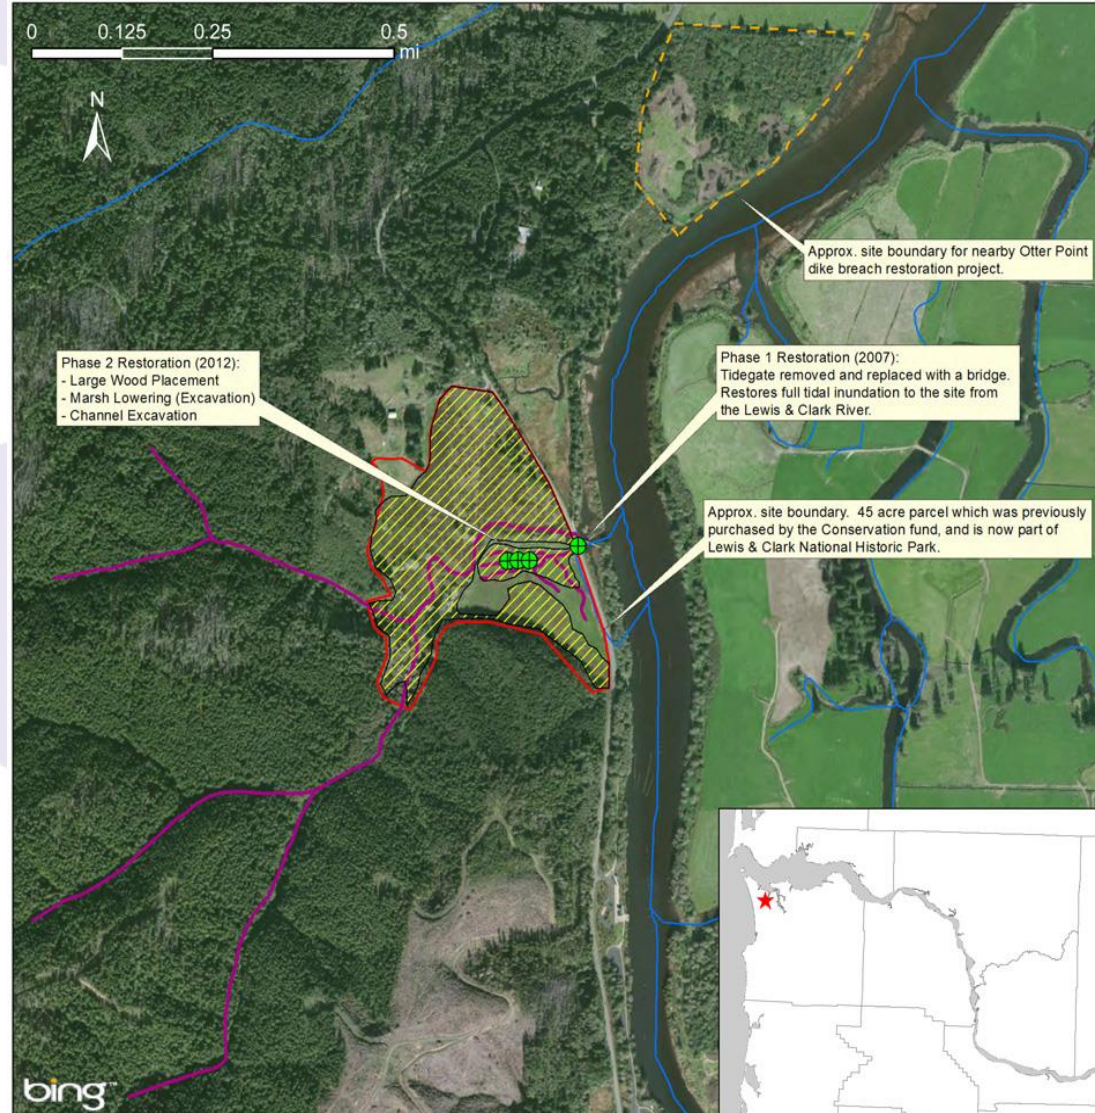 0 0.125 0.25 0.5
mi
N
Approx. site boundary for nearby Otter Point
dike breach restoration project.
Phase 2 Restoration (2012):
- Large Wood Placement
- Marsh Lowering (Excavation)
- Channel Excavation
Phase 1 Restoration (2007):
Tidegate removed and replaced with a bridge.
Restores full tidal inundation to the site from
the Lewis & Clark River.
Approx. site boundary. 45 acre parcel which was previously
purchased by the Conservation fund, and is now part of
Lewis & Clark National Historic Park.
bing™